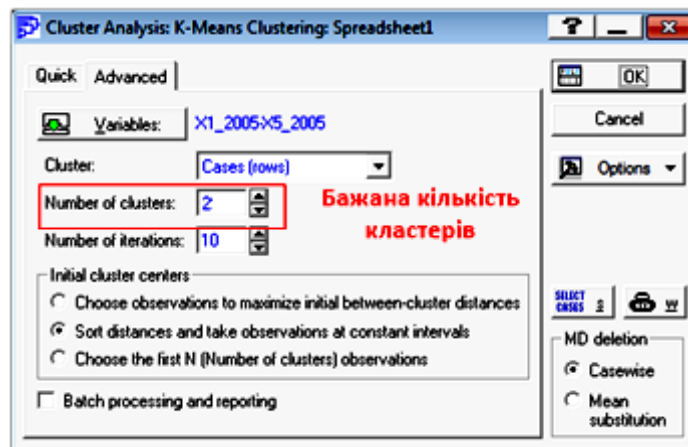 Cluster Analysis: K-Means Clustering: Spreadsheet1
?
Quick Advanced
OK
Variables: X1_2005-X5_2005
Cancel
Cluster: Cases (rows)
Options
Number of clusters: 2
Бажана кількість
кластерів
Number of iterations: 10
Initial cluster centers
Choose observations to maximize initial between-cluster distances
Sort distances and take observations at constant intervals
Choose the first N (Number of clusters) observations
SELECT
CASES S
W
MD deletion
Casewise
Mean
substitution
Batch processing and reporting